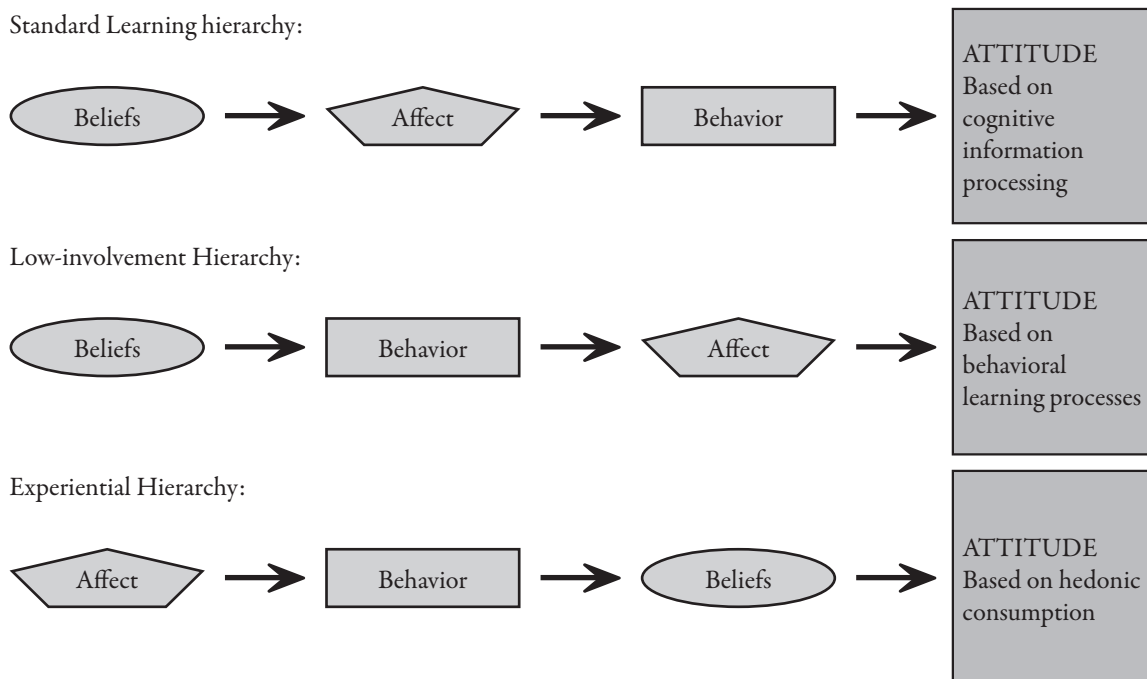 Standard Learning hierarchy:
Beliefs
Affect
Behavior
ATTITUDE
Based on
cognitive
information
processing
Low-involvement Hierarchy:
Beliefs
Behavior
Affect
ATTITUDE
Based on
behavioral
learning processes
Experiential Hierarchy:
Affect
Behavior
Beliefs
ATTITUDE
Based on hedonic
consumption